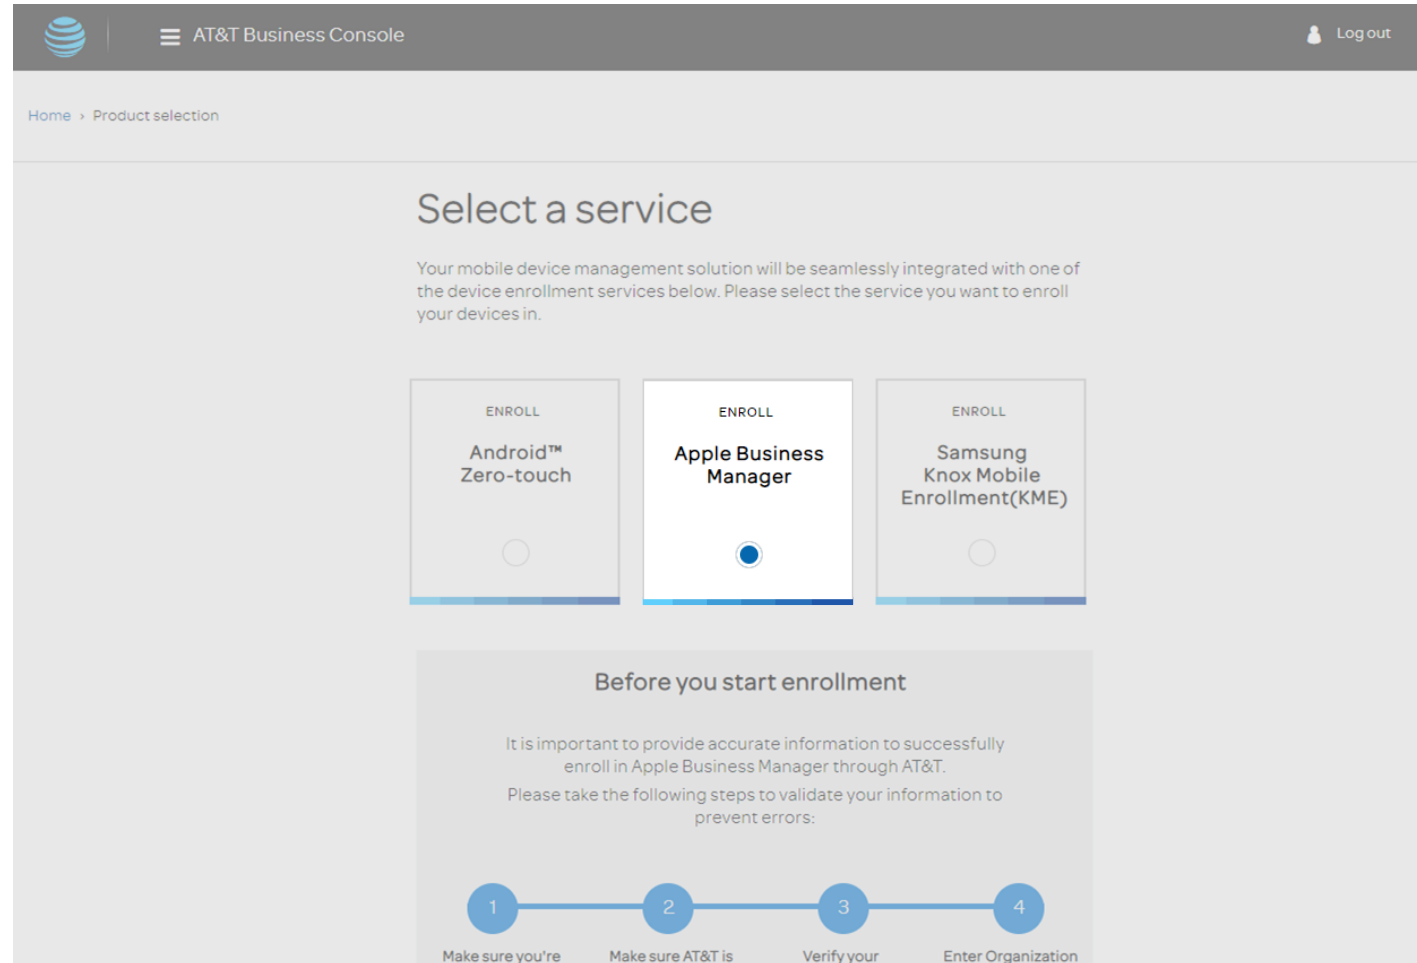 AT&T Business Console
Log out
Home › Product selection
Select a service
Your mobile device management solution will be seamlessly integrated with one of
the device enrollment services below. Please select the service you want to enroll
your devices in.
ENROLL
Android™
Zero-touch
ENROLL
Apple Business
Manager
ENROLL
Samsung
Knox Mobile
Enrollment(KME)
Before you start enrollment
It is important to provide accurate information to successfully
enroll in Apple Business Manager through AT&T.
Please take the following steps to validate your information to
prevent errors:
1
2
3
4
Make sure you're
Make sure AT&T is
Verify your
Enter Organization